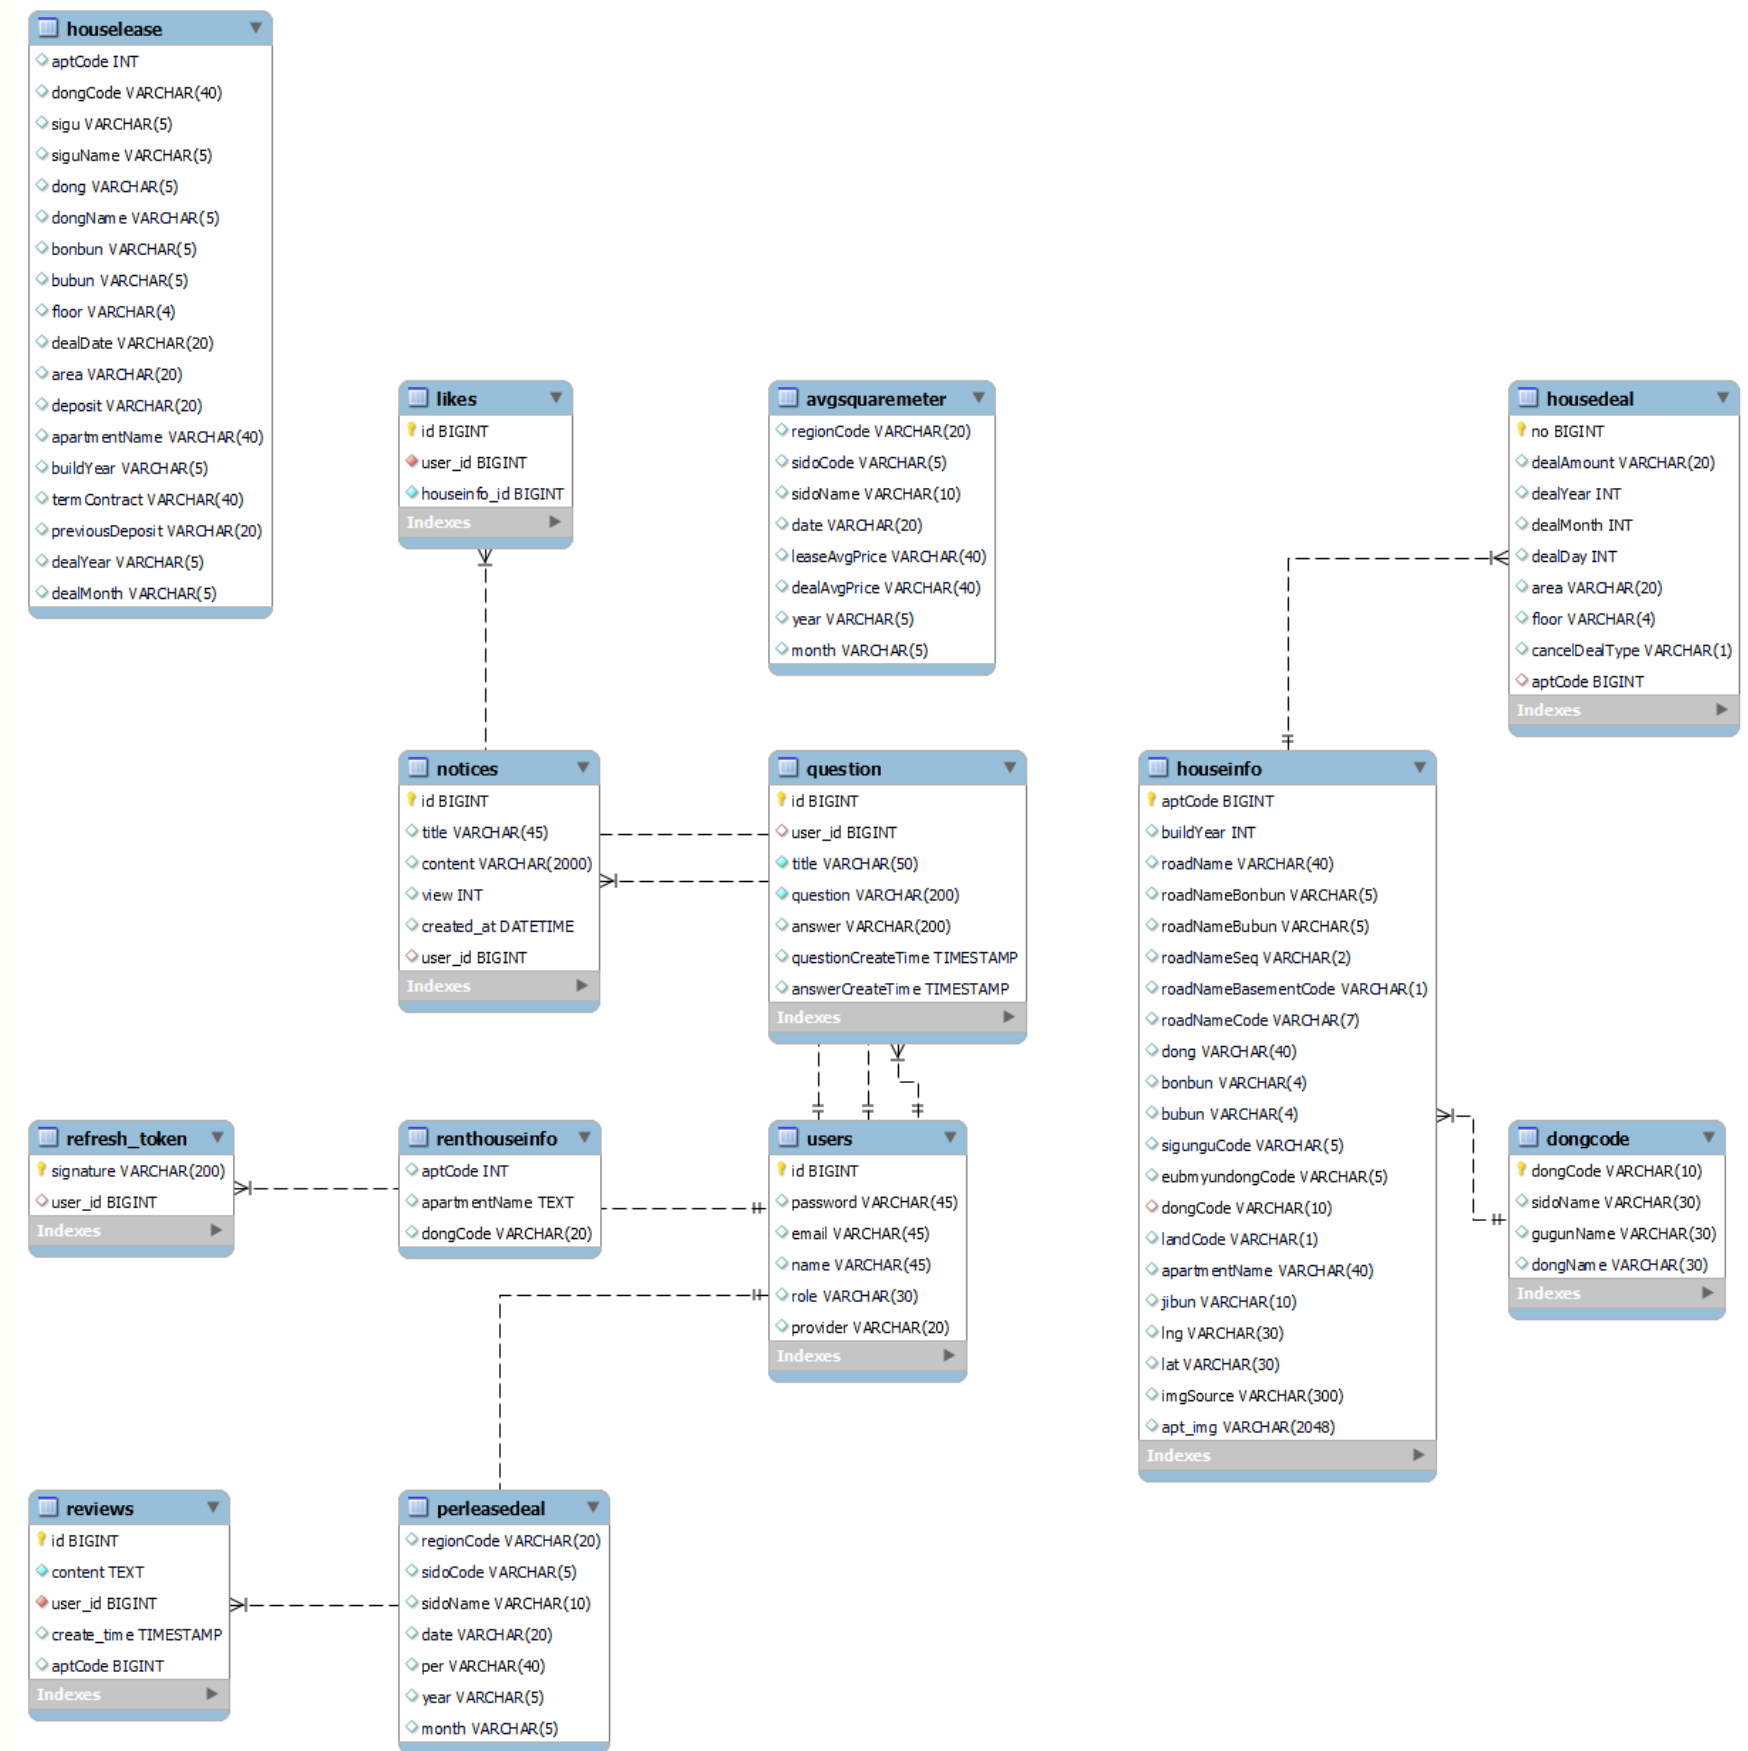 houselease
aptCode INT
dongCode VARCHAR(40)
sigu VARCHAR(5)
siguName VARCHAR(5)
dong VARCHAR(5)
dongName VARCHAR(5)
bonbun VARCHAR(5)
bubun VARCHAR(5)
floor VARCHAR(4)
dealDate VARCHAR(20)
area VARCHAR(20)
deposit VARCHAR(20)
apartmentName VARCHAR(40)
buildYear VARCHAR(5)
termContract VARCHAR(40)
previousDeposit VARCHAR(20)
dealYear VARCHAR(5)
dealMonth VARCHAR(5)
likes
id BIGINT
user_id BIGINT
houseinfo_id BIGINT
Indexes
avgsquaremeter
regionCode VARCHAR(20)
sidoCode VARCHAR(5)
sidoName VARCHAR(10)
date VARCHAR(20)
leaseAvgPrice VARCHAR(40)
dealAvgPrice VARCHAR(40)
year VARCHAR(5)
month VARCHAR(5)
housedeal
no BIGINT
dealAmount VARCHAR(20)
dealYear INT
dealMonth INT
dealDay INT
area VARCHAR(20)
floor VARCHAR(4)
cancelDealType VARCHAR(1)
aptCode BIGINT
Indexes
notices
id BIGINT
title VARCHAR(45)
content VARCHAR(2000)
view INT
created_at DATETIME
user_id BIGINT
Indexes
question
id BIGINT
user_id BIGINT
title VARCHAR(50)
question VARCHAR(200)
answer VARCHAR(200)
questionCreateTime TIMESTAMP
answerCreateTime TIMESTAMP
Indexes
houseinfo
aptCode BIGINT
buildYear INT
roadName VARCHAR(40)
roadNameBonbun VARCHAR(5)
roadNameBubun VARCHAR(5)
roadNameSeq VARCHAR(2)
roadNameBasementCode VARCHAR(1)
roadNameCode VARCHAR(7)
dong VARCHAR(40)
bonbun VARCHAR(4)
bubun VARCHAR(4)
sigunguCode VARCHAR(5)
eubmyundongCode VARCHAR(5)
dongCode VARCHAR(10)
landCode VARCHAR(1)
apartmentName VARCHAR(40)
jibun VARCHAR(10)
lng VARCHAR(30)
lat VARCHAR(30)
imgSource VARCHAR(300)
apt_img VARCHAR(2048)
Indexes
refresh_token
signature VARCHAR(200)
user_id BIGINT
Indexes
renthouseinfo
aptCode INT
apartmentName TEXT
dongCode VARCHAR(20)
users
id BIGINT
password VARCHAR(45)
email VARCHAR(45)
name VARCHAR(45)
role VARCHAR(30)
provider VARCHAR(20)
Indexes
dongcode
dongCode VARCHAR(10)
sidoName VARCHAR(30)
gugunName VARCHAR(30)
dongName VARCHAR(30)
Indexes
reviews
id BIGINT
content TEXT
user_id BIGINT
create_time TIMESTAMP
aptCode BIGINT
Indexes
perleasedeal
regionCode VARCHAR(20)
sidoCode VARCHAR(5)
sidoName VARCHAR(10)
date VARCHAR(20)
per VARCHAR(40)
year VARCHAR(5)
month VARCHAR(5)